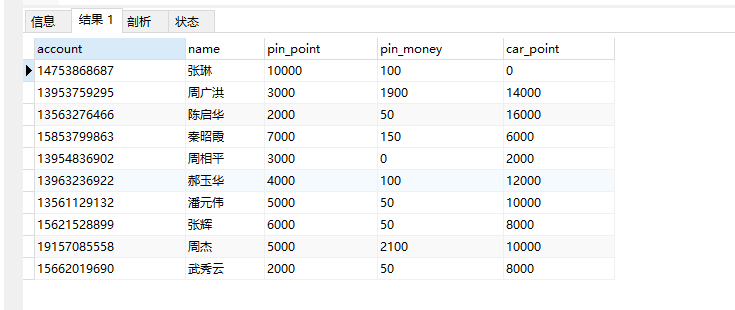 信息 结果 1 剖析 状态
account name pin_point pin_money car_point
14753868687 张琳 10000 100 0
13953759295 周广洪 3000 1900 14000
13563276466 陈启华 2000 50 16000
15853799863 秦昭霞 7000 150 6000
13954836902 周相平 3000 0 2000
13963236922 郝玉华 4000 100 12000
13561129132 潘元伟 5000 50 10000
15621528899 张辉 6000 50 8000
19157085558 周杰 5000 2100 10000
15662019690 武秀云 2000 50 8000